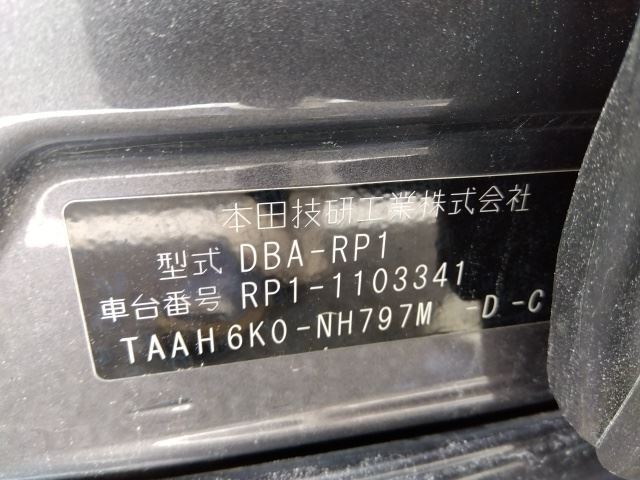 本田技研工業株式会社
型式 DBA-RP1
車台番号 RP1-1103341
TAAH6K0-NH797M -D-C